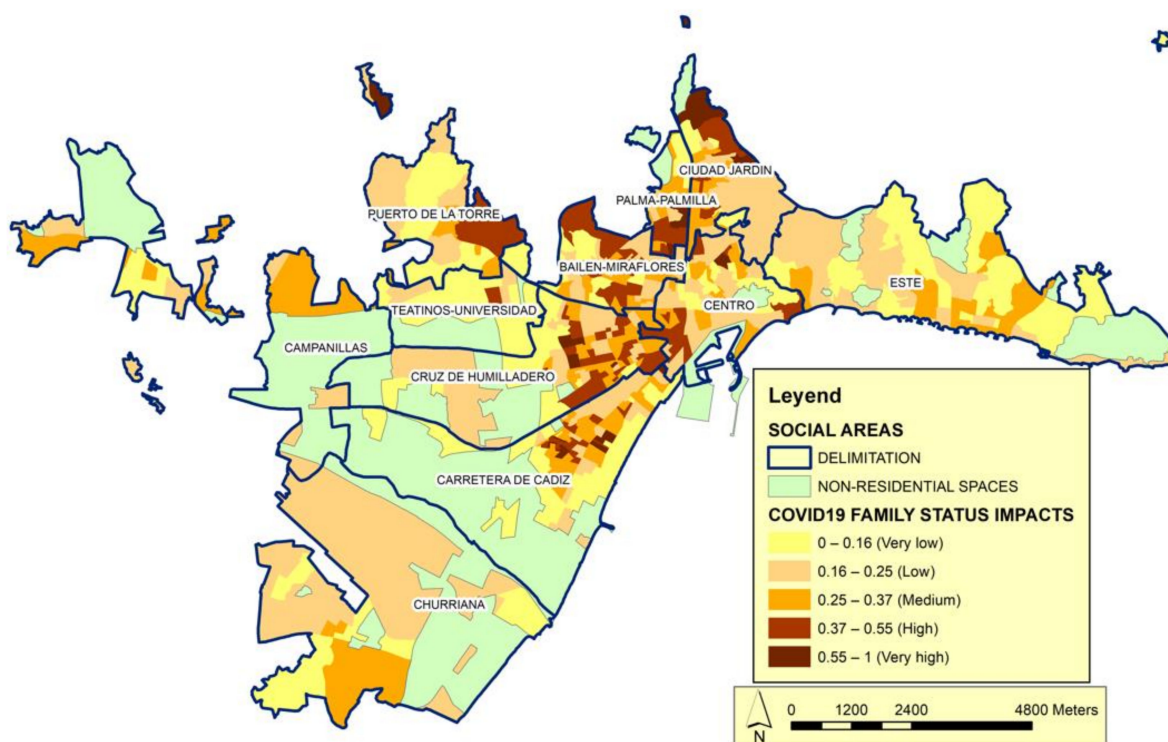 CIUDAD JARDIN
PALMA-PALMILLA
PUERTO DE LA TORRE
BAILEN-MIRAFLORES
ESTE
CENTRO
TEATINOS-UNIVERSIDAD
CAMPANILLAS
CRUZ DE HUMILLADERO
CARRETERA DE CADIZ
CHURRIANA
Leyend
SOCIAL AREAS
DELIMITATION
NON-RESIDENTIAL SPACES
COVID19 FAMILY STATUS IMPACTS
0 – 0.16 (Very low)
0.16 – 0.25 (Low)
0.25 – 0.37 (Medium)
0.37 – 0.55 (High)
0.55 – 1 (Very high)
N
0 1200 2400 4800 Meters